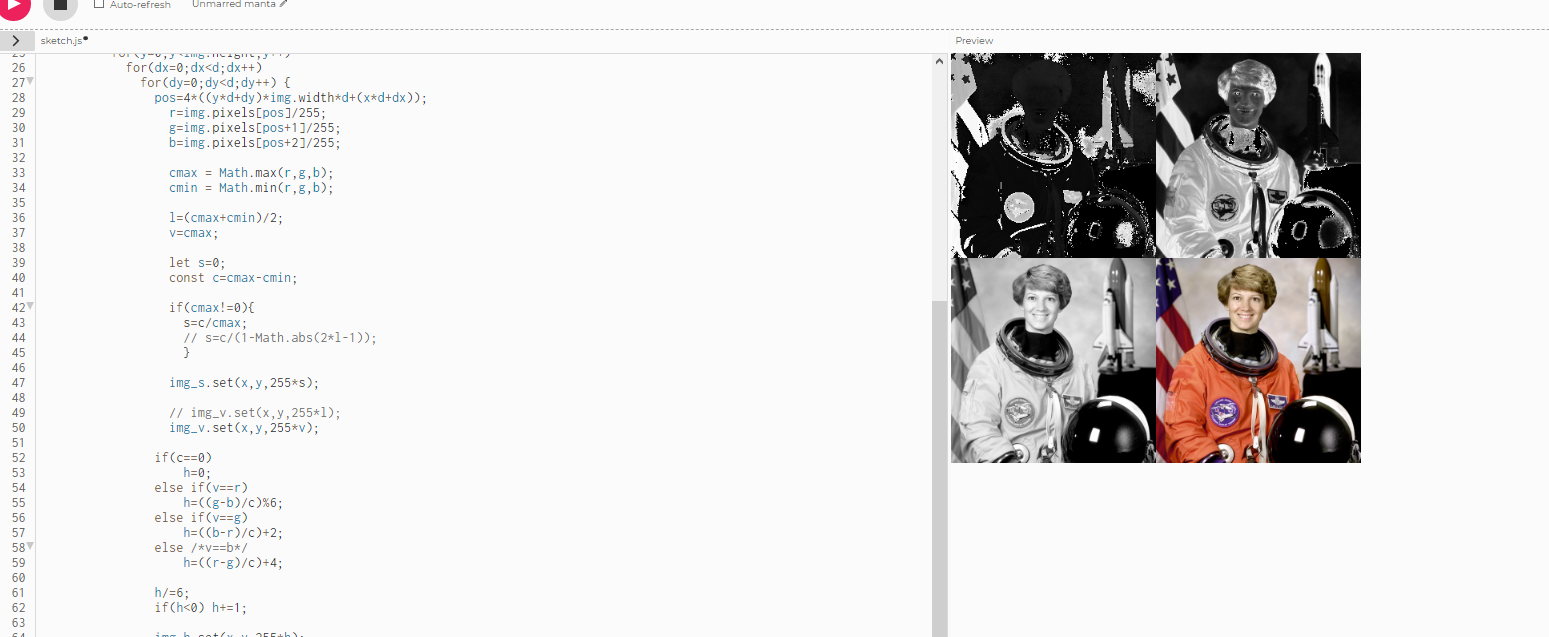 Auto-refresh
Unmarred manta
sketch.js
Preview
25 for(y=0;y<img.height;y++)
26 for(dx=0;dx<d;dx++)
27 for(dy=0;dy<d;dy++) {
28 pos=4*((y*d+dy)*img.width*d+(x*d+dx));
29 r=img.pixels[pos]/255;
30 g=img.pixels[pos+1]/255;
31 b=img.pixels[pos+2]/255;
32
33 cmax = Math.max(r,g,b);
34 cmin = Math.min(r,g,b);
35
36 l=(cmax+cmin)/2;
37 v=cmax;
38
39 let s=0;
40 const c=cmax-cmin;
41
42 if(cmax!=0){
43 s=c/cmax;
44 // s=c/(1-Math.abs(2*l-1));
45 }
46
47 img_s.set(x,y,255*s);
48
49 // img_v.set(x,y,255*l);
50 img_v.set(x,y,255*v);
51
52 if(c==0)
53 h=0;
54 else if(v==r)
55 h=((g-b)/c)%6;
56 else if(v==g)
57 h=((b-r)/c)+2;
58 else /*v==b*/
59 h=((r-g)/c)+4;
60
61 h/=6;
62 if(h<0) h+=1;
63
64 img_h.set(x,y,255*h);